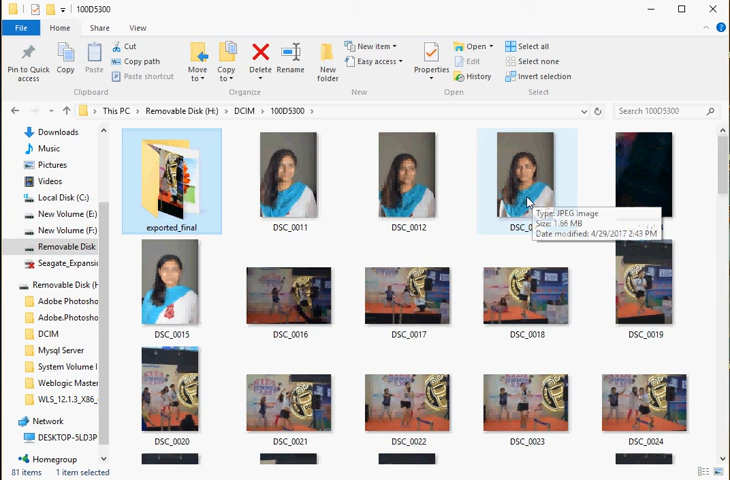 100D5300
File Home Share View
Pin to Quick access
Copy
Paste
Cut
Copy path
Paste shortcut
Clipboard
Move to
Copy to
Delete
Rename
Organize
New folder
New item
Easy access
New
Properties
Open
Edit
History
Open
Select all
Select none
Invert selection
Select
This PC > Removable Disk (H:) > DCIM > 100D5300 >
Search 100D5300
Downloads
Music
Pictures
Videos
Local Disk (C:)
New Volume (E:)
New Volume (F:)
Removable Disk
Seagate_Expansi
Removable Disk (H
Adobe Photosho
Adobe.Photosho
DCIM
Mysql Server
System Volume I
Weblogic Master
WLS_12.1.3_X86_
Network
DESKTOP-5LD3P
Homegroup
exported_final
DSC_0011
DSC_0012
DSC_0
Type: JPEG Image
Size: 1.66 MB
Date modified: 4/29/2017 2:43 PM
DSC_0015
DSC_0016
DSC_0017
DSC_0018
DSC_0019
DSC_0020
DSC_0021
DSC_0022
DSC_0023
DSC_0024
81 items 1 item selected